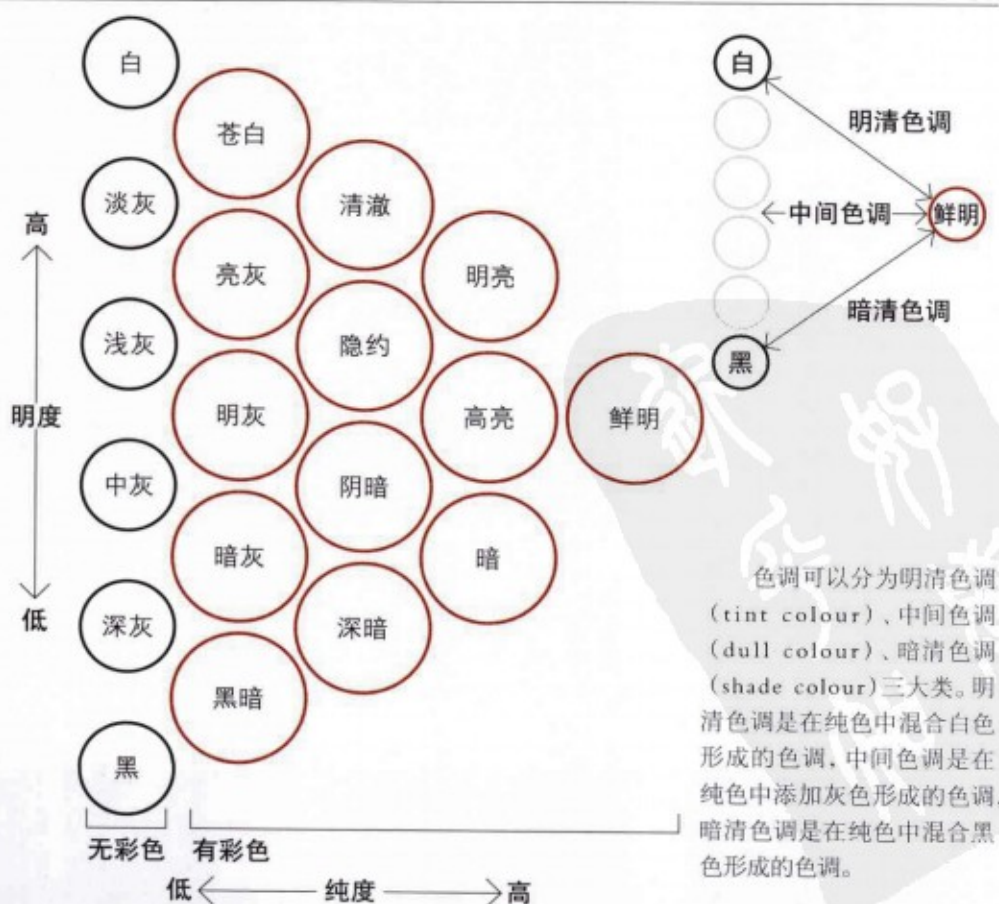 白
淡灰
浅灰
中灰
深灰
黑
苍白
亮灰
明灰
暗灰
黑暗
清澈
隐约
阴暗
深暗
明亮
高亮
暗
鲜明
高
明度
低
无彩色 有彩色
低 纯度 高
白
明清色调
中间色调
鲜明
暗清色调
黑
色调可以分为明清色调
(tint colour)、中间色调
(dull colour)、暗清色调
(shade colour)三大类。明
清色调是在纯色中混合白色
形成的色调，中间色调是在
纯色中添加灰色形成的色调，
暗清色调是在纯色中混合黑
色形成的色调。